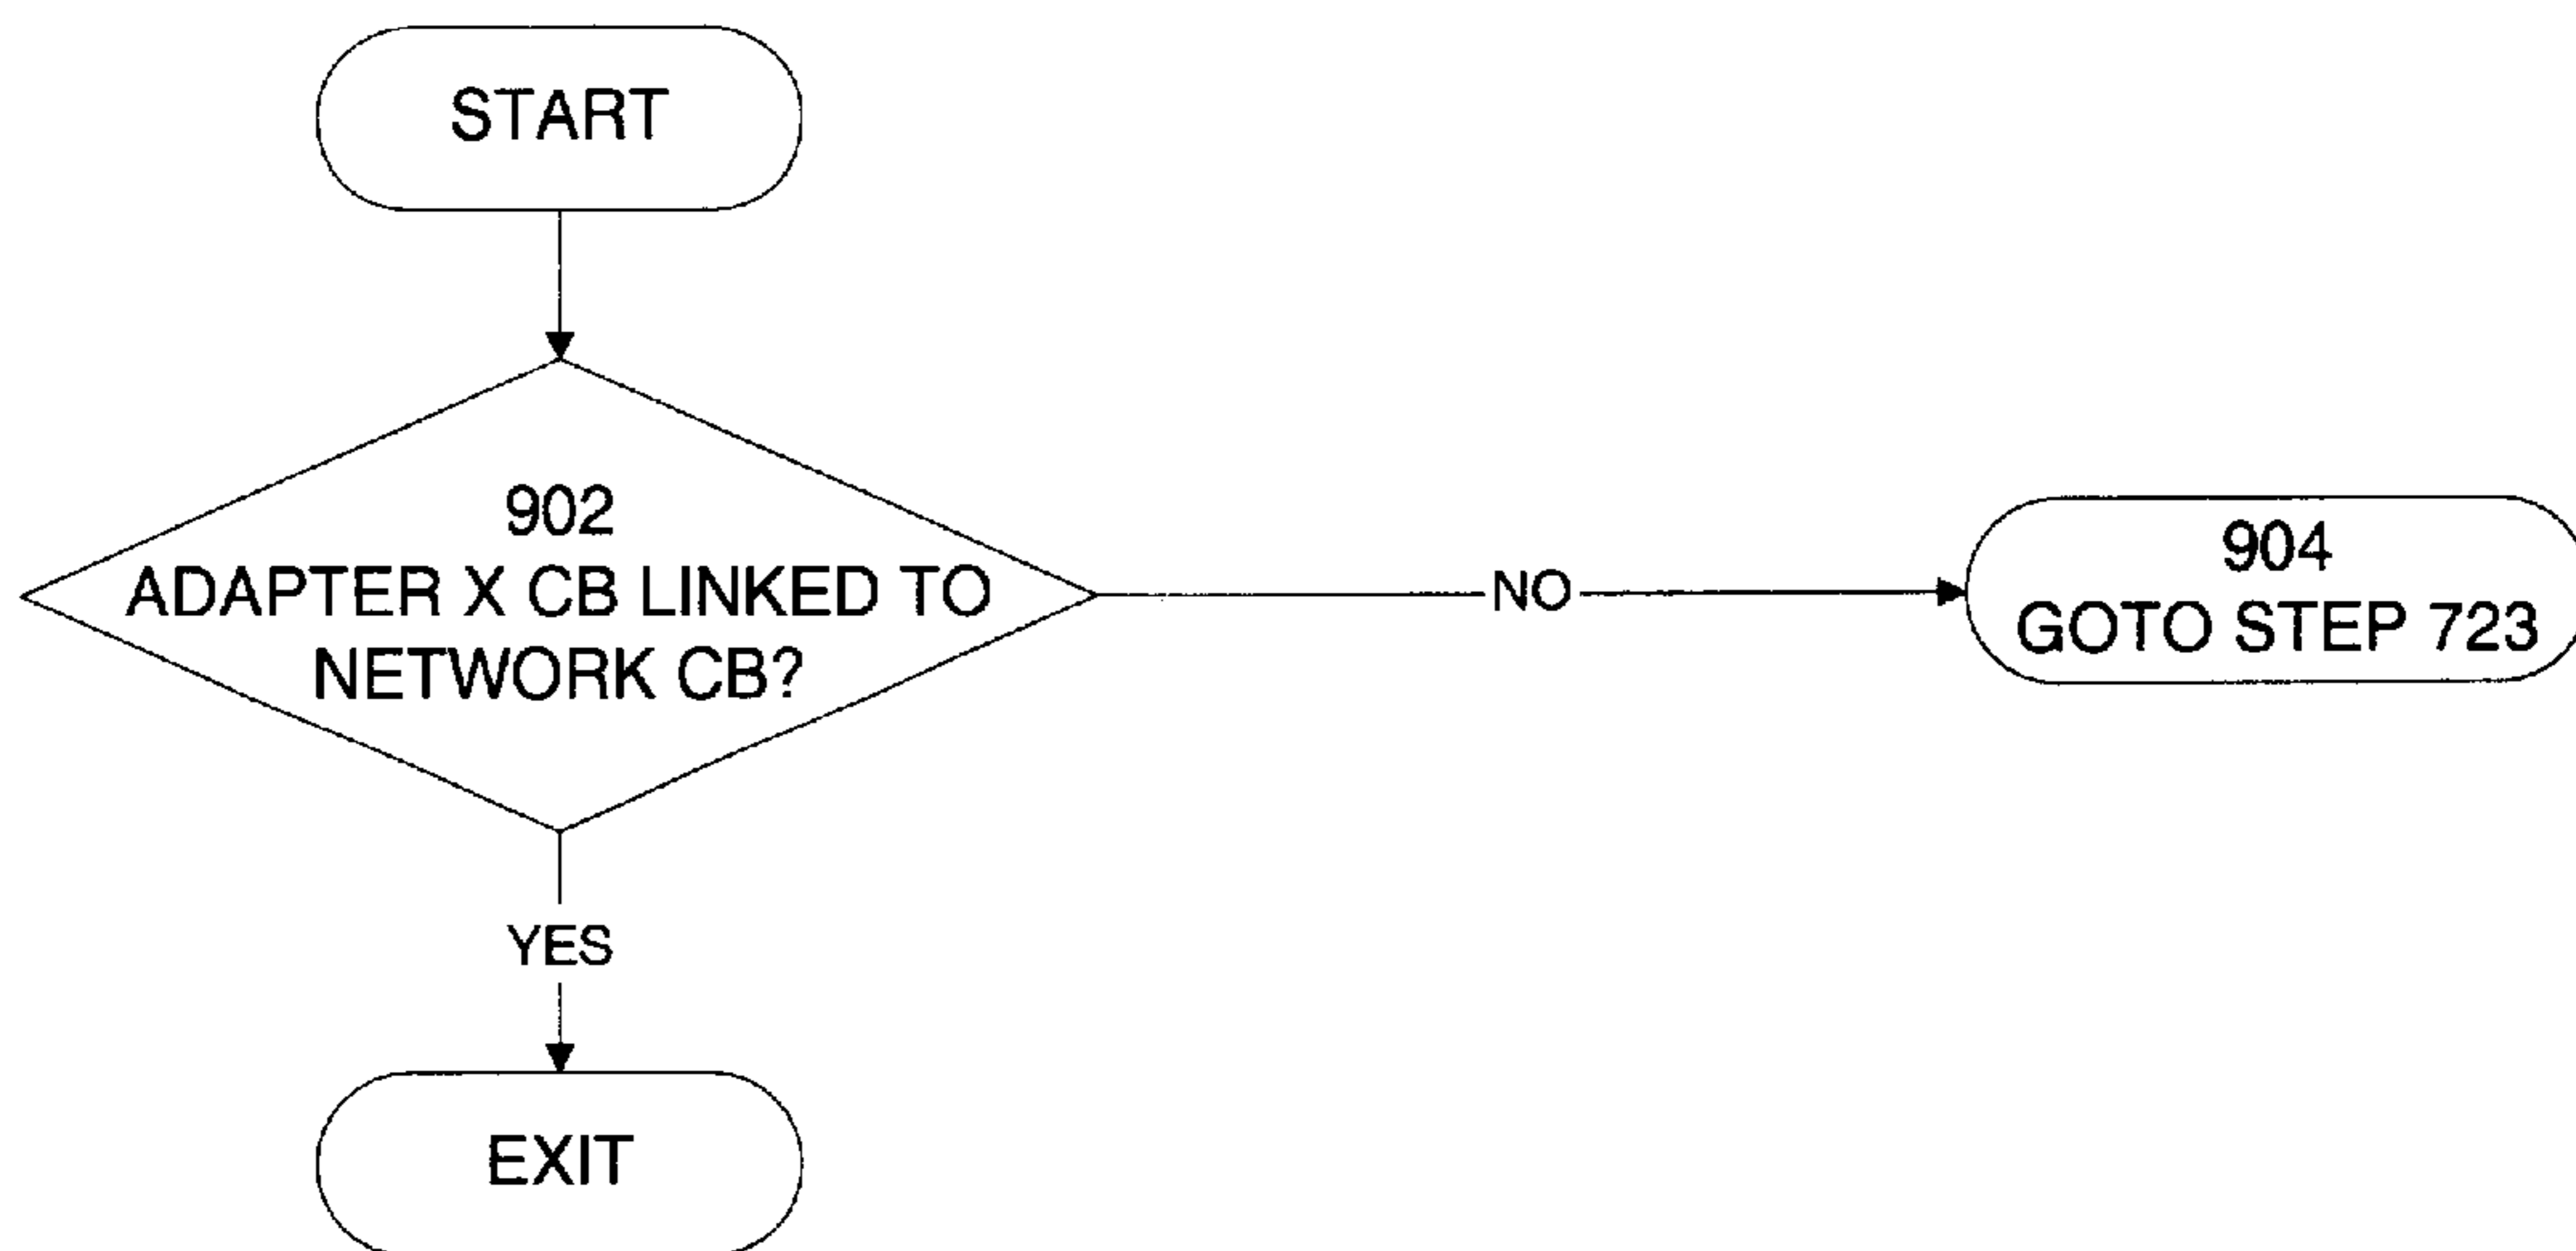 START
902
ADAPTER X CB LINKED TO
NETWORK CB?
NO
904
GOTO STEP 723
YES
EXIT